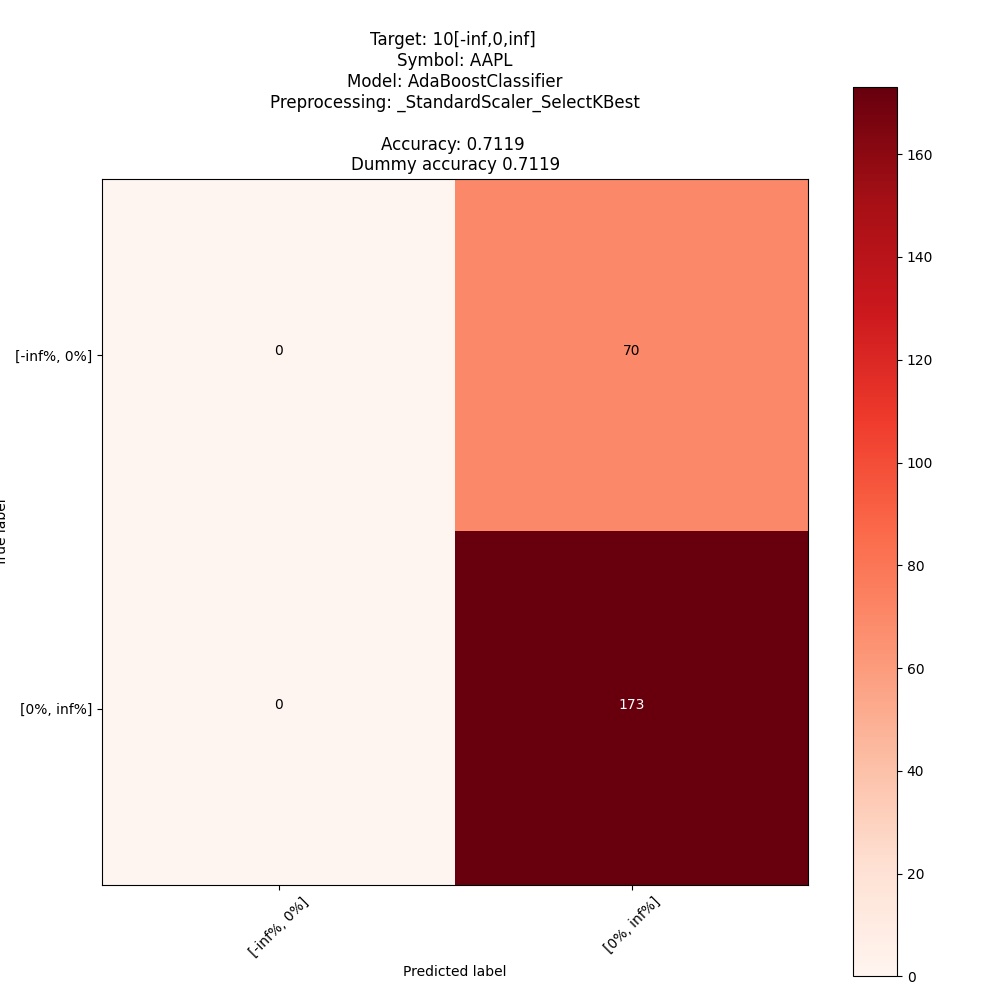 Target: 10[-inf,0,inf]
Symbol: AAPL
Model: AdaBoostClassifier
Preprocessing: _StandardScaler_SelectKBest
Accuracy: 0.7119
Dummy accuracy 0.7119
[-inf%, 0%]
0
70
[0%, inf%]
0
173
[-inf%, 0%]
[0%, inf%]
Predicted label
160
140
120
100
80
60
40
20
0